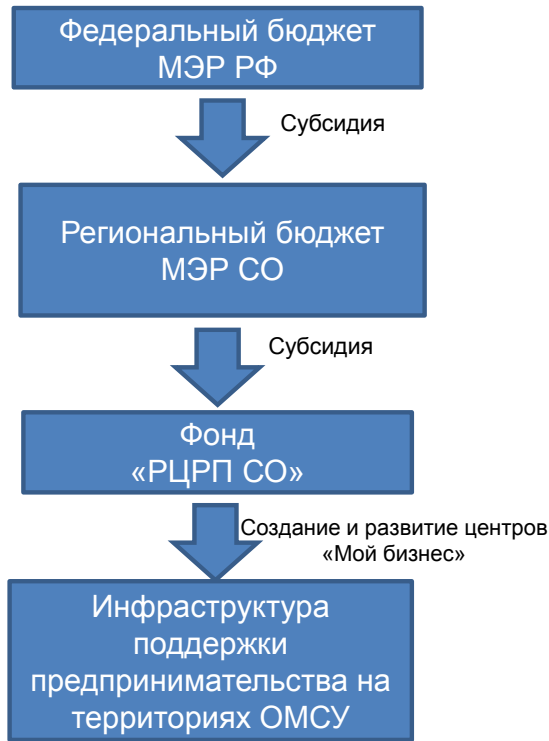 Федеральный бюджет
МЭР РФ
Субсидия
Региональный бюджет
МЭР СО
Субсидия
Фонд
«РЦРП СО»
Создание и развитие центров
«Мой бизнес»
Инфраструктура
поддержки
предпринимательства на
территориях ОМСУ